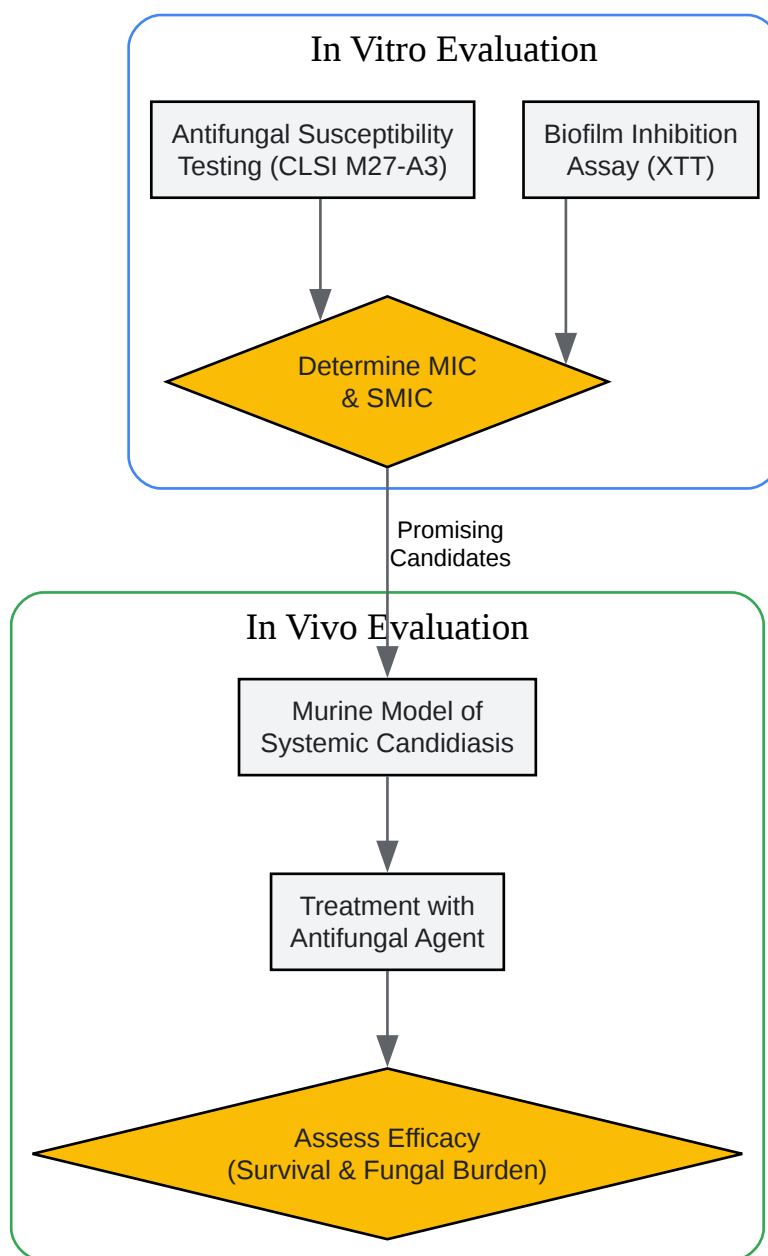 In Vitro Evaluation
Antifungal Susceptibility
Testing (CLSI M27-A3)
Biofilm Inhibition
Assay (XTT)
Determine MIC
& SMIC
Promising
Candidates
In Vivo Evaluation
Murine Model of
Systemic Candidiasis
Treatment with
Antifungal Agent
Assess Efficacy
(Survival & Fungal Burden)